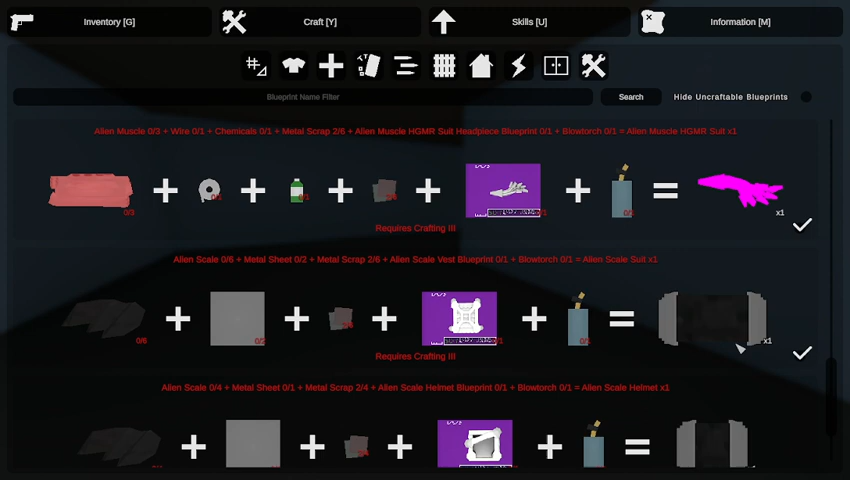 Inventory [G]
Craft [Y]
Skills [U]
Information [M]
Blueprint Name Filter
Search
Hide Uncraftable Blueprints
Alien Muscle 0/3 + Wire 0/1 + Chemicals 0/1 + Metal Scrap 2/6 + Alien Muscle HGMR Suit Headpiece Blueprint 0/1 + Blowtorch 0/1 = Alien Muscle HGMR Suit x1
0/3
x1
Requires Crafting III
Alien Scale 0/6 + Metal Sheet 0/2 + Metal Scrap 2/6 + Alien Scale Vest Blueprint 0/1 + Blowtorch 0/1 = Alien Scale Suit x1
0/6
x1
Requires Crafting III
Alien Scale 0/4 + Metal Sheet 0/1 + Metal Scrap 2/4 + Alien Scale Helmet Blueprint 0/1 + Blowtorch 0/1 = Alien Scale Helmet x1